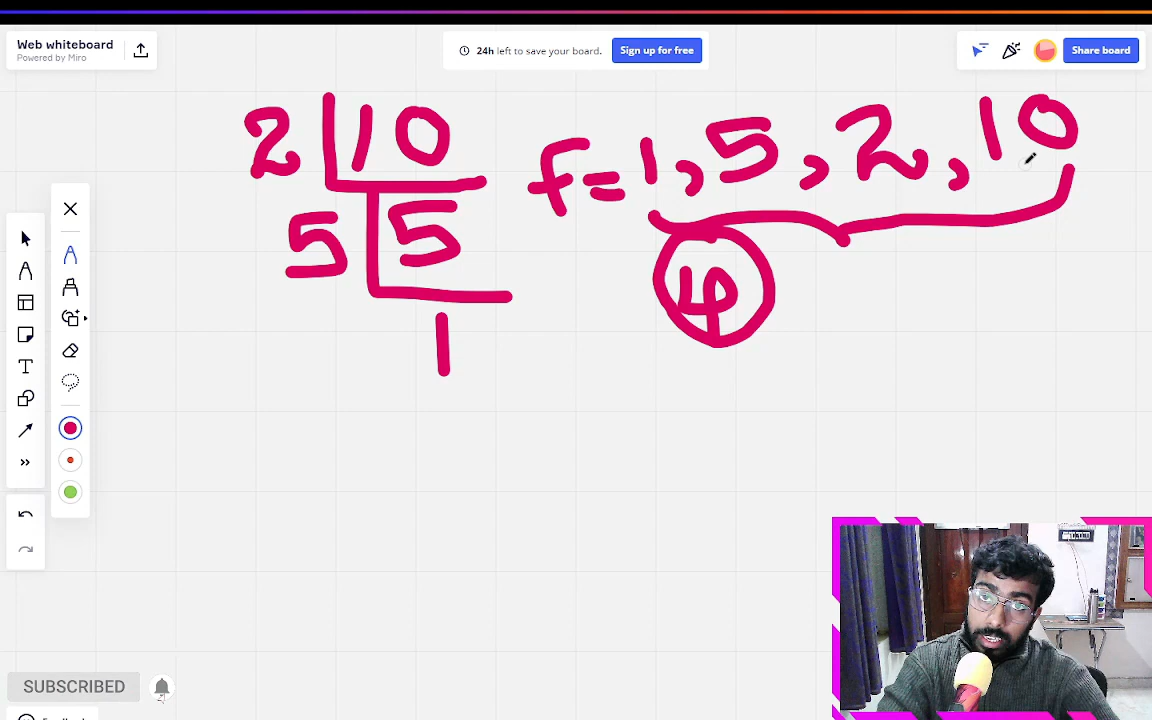 Web whiteboard
Powered by Miro
24h left to save your board.
Sign up for free
Share board
2 | 10
5 | 5
1
f = 1, 5, 2, 10
4
T
SUBSCRIBED